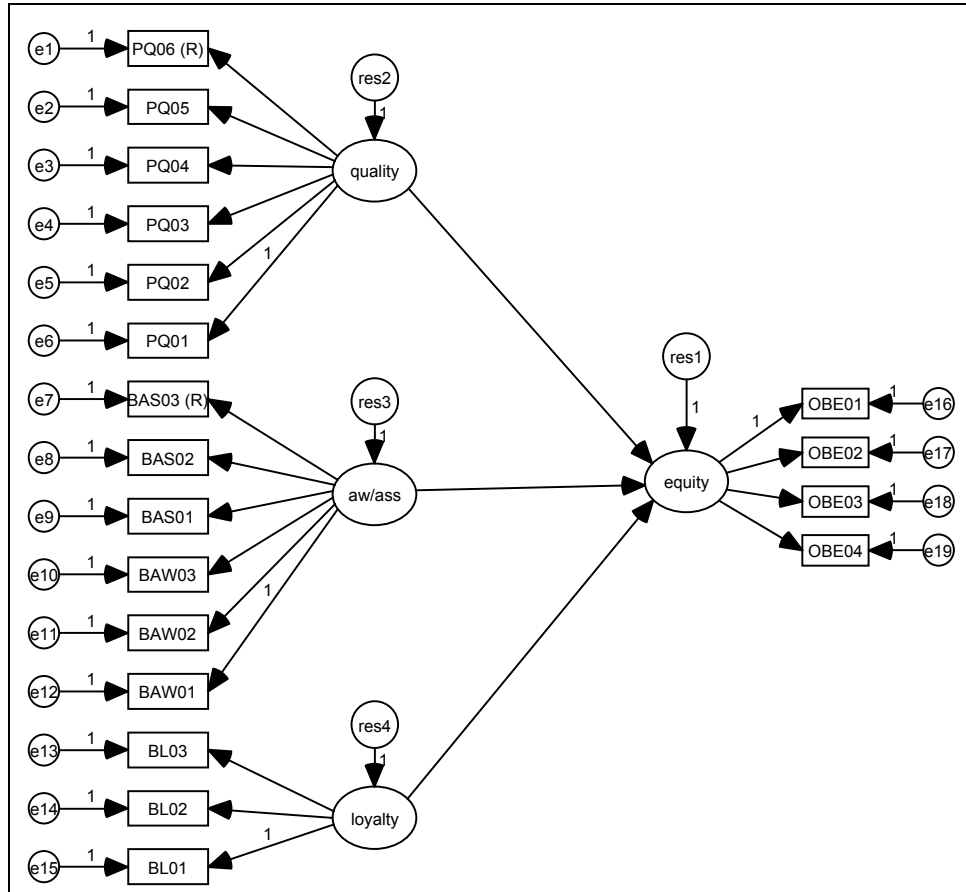 e1 1 PQ06 (R)
e2 1 PQ05
e3 1 PQ04
e4 1 PQ03
e5 1 PQ02
e6 1 PQ01
1
res2
1
quality
e7 1 BAS03 (R)
e8 1 BAS02
e9 1 BAS01
e10 1 BAW03
e11 1 BAW02
e12 1 BAW01
1
res3
1
aw/ass
e13 1 BL03
e14 1 BL02
e15 1 BL01
1
res4
1
loyalty
res1
1
equity
1 OBE01 1 e16
OBE02 1 e17
OBE03 1 e18
OBE04 1 e19